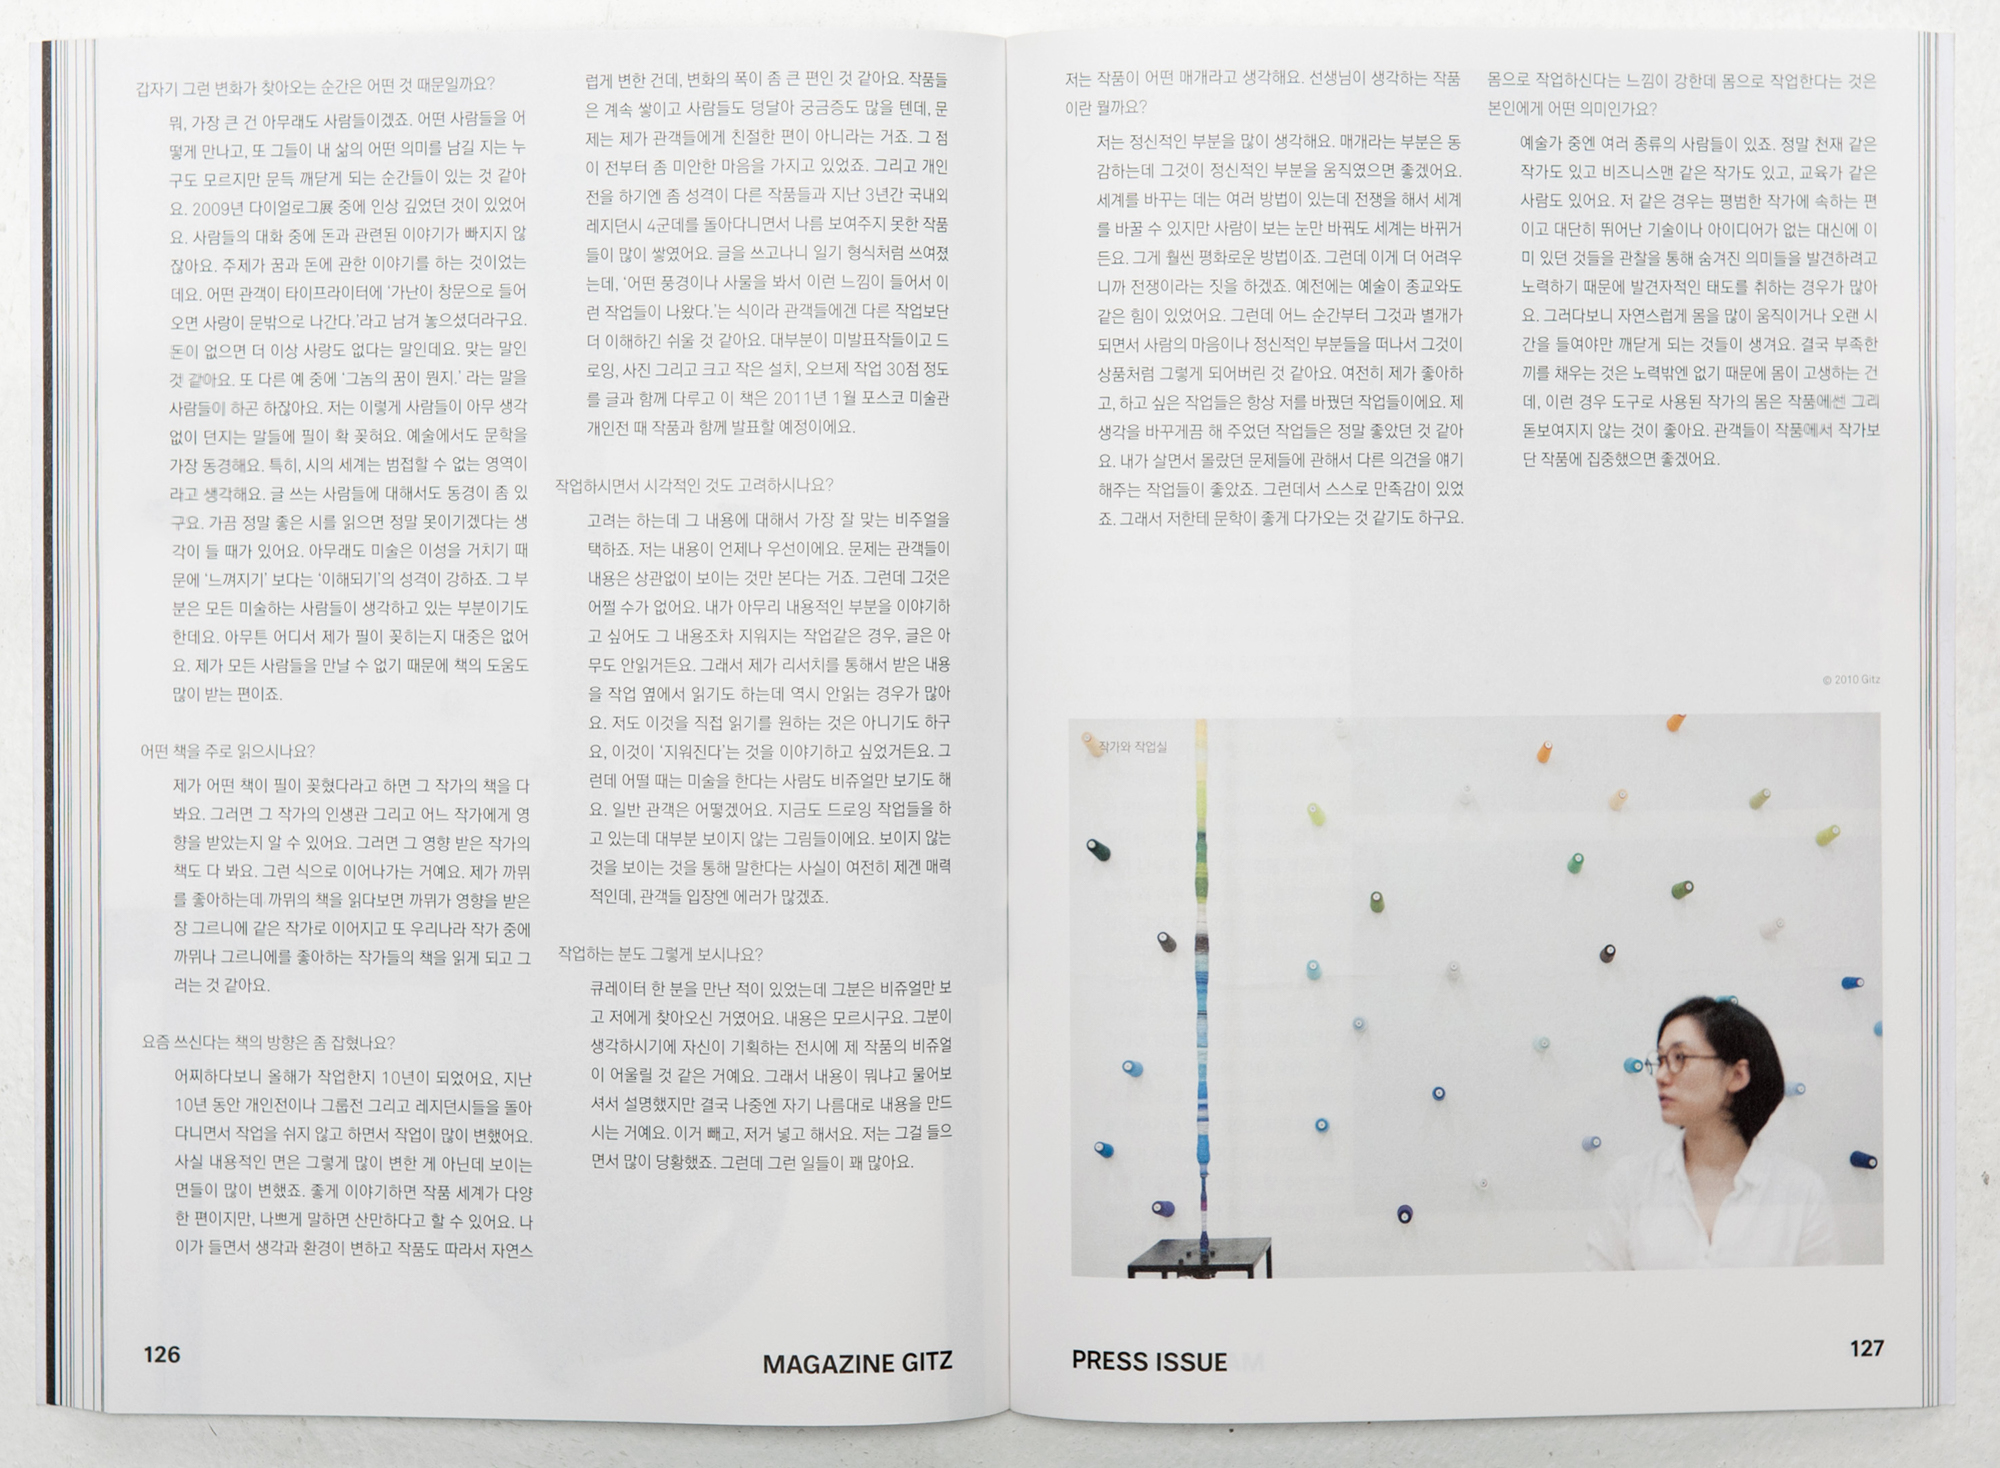 갑자기 그런 변화가 찾아오는 순간은 어떤 것 때문일까요?
뭐, 가장 큰 건 아무래도 사람들이겠죠. 어떤 사람들을 어
떻게 만나고, 또 그들이 내 삶의 어떤 의미를 남길 지는 누
구도 모르지만 문득 깨닫게 되는 순간들이 있는 것 같아
요. 2009년 다이얼로그展 중에 인상 깊었던 것이 있었어
요. 사람들의 대화 중에 돈과 관련된 이야기가 빠지지 않
잖아요. 주제가 꿈과 돈에 관한 이야기를 하는 것이었는
데요. 어떤 관객이 타이프라이터에 ‘가난이 창문으로 들어
오면 사랑이 문밖으로 나간다.’라고 남겨 놓으셨더라구요.
돈이 없으면 더 이상 사랑도 없다는 말인데요. 맞는 말인
것 같아요. 또 다른 예 중에 ‘그놈의 꿈이 뭔지.’ 라는 말을
사람들이 하곤 하잖아요. 저는 이렇게 사람들이 아무 생각
없이 던지는 말들에 필이 확 꽂혀요. 예술에서도 문학을
가장 동경해요. 특히, 시의 세계는 범접할 수 없는 영역이
라고 생각해요. 글 쓰는 사람들에 대해서도 동경이 좀 있
구요. 가끔 정말 좋은 시를 읽으면 정말 못이기겠다는 생
각이 들 때가 있어요. 아무래도 미술은 이성을 거치기 때
문에 ‘느껴지기’ 보다는 ‘이해되기’의 성격이 강하죠. 그 부
분은 모든 미술하는 사람들이 생각하고 있는 부분이기도
한데요. 아무튼 어디서 제가 필이 꽂히는지 대중은 없어
요. 제가 모든 사람들을 만날 수 없기 때문에 책의 도움도
많이 받는 편이죠.
어떤 책을 주로 읽으시나요?
제가 어떤 책이 필이 꽂혔다라고 하면 그 작가의 책을 다
봐요. 그러면 그 작가의 인생관 그리고 어느 작가에게 영
향을 받았는지 알 수 있어요. 그러면 그 영향 받은 작가의
책도 다 봐요. 그런 식으로 이어나가는 거예요. 제가 까뮈
를 좋아하는데 까뮈의 책을 읽다보면 까뮈가 영향을 받은
장 그르니에 같은 작가로 이어지고 또 우리나라 작가 중에
까뮈나 그르니에를 좋아하는 작가들의 책을 읽게 되고 그
러는 것 같아요.
요즘 쓰신다는 책의 방향은 좀 잡혔나요?
어찌하다보니 올해가 작업한지 10년이 되었어요, 지난
10년 동안 개인전이나 그룹전 그리고 레지던시들을 돌아
다니면서 작업을 쉬지 않고 하면서 작업이 많이 변했어요.
사실 내용적인 면은 그렇게 많이 변한 게 아닌데 보이는
면들이 많이 변했죠. 좋게 이야기하면 작품 세계가 다양
한 편이지만, 나쁘게 말하면 산만하다고 할 수 있어요. 나
이가 들면서 생각과 환경이 변하고 작품도 따라서 자연스
럽게 변한 건데, 변화의 폭이 좀 큰 편인 것 같아요. 작품들
은 계속 쌓이고 사람들도 덩달아 궁금증도 많을 텐데, 문
제는 제가 관객들에게 친절한 편이 아니라는 거죠. 그 점
이 전부터 좀 미안한 마음을 가지고 있었죠. 그리고 개인
전을 하기엔 좀 성격이 다른 작품들과 지난 3년간 국내외
레지던시 4군데를 돌아다니면서 나름 보여주지 못한 작품
들이 많이 쌓였어요. 글을 쓰고나니 일기 형식처럼 쓰여졌
는데, ‘어떤 풍경이나 사물을 봐서 이런 느낌이 들어서 이
런 작업들이 나왔다.’는 식이라 관객들에겐 다른 작업보단
더 이해하긴 쉬울 것 같아요. 대부분이 미발표작들이고 드
로잉, 사진 그리고 크고 작은 설치, 오브제 작업 30점 정도
를 글과 함께 다루고 이 책은 2011년 1월 포스코 미술관
개인전 때 작품과 함께 발표할 예정이에요.
작업하시면서 시각적인 것도 고려하시나요?
고려는 하는데 그 내용에 대해서 가장 잘 맞는 비주얼을
택하죠. 저는 내용이 언제나 우선이에요. 문제는 관객들이
내용은 상관없이 보이는 것만 본다는 거죠. 그런데 그것은
어쩔 수가 없어요. 내가 아무리 내용적인 부분을 이야기하
고 싶어도 그 내용조차 지워지는 작업같은 경우, 글은 아
무도 안읽거든요. 그래서 제가 리서치를 통해서 받은 내용
을 작업 옆에서 읽기도 하는데 역시 안읽는 경우가 많아
요. 저도 이것을 직접 읽기를 원하는 것은 아니기도 하구
요, 이것이 ‘지워진다’는 것을 이야기하고 싶었거든요. 그
런데 어떨 때는 미술을 한다는 사람도 비쥬얼만 보기도 해
요. 일반 관객은 어떻겠어요. 지금도 드로잉 작업들을 하
고 있는데 대부분 보이지 않는 그림들이에요. 보이지 않는
것을 보이는 것을 통해 말한다는 사실이 여전히 제겐 매력
적인데, 관객들 입장엔 에러가 많겠죠.
작업하는 분도 그렇게 보시나요?
큐레이터 한 분을 만난 적이 있었는데 그분은 비쥬얼만 보
고 저에게 찾아오신 거였어요. 내용은 모르시구요. 그분이
생각하시기에 자신이 기획하는 전시에 제 작품의 비쥬얼
이 어울릴 것 같은 거예요. 그래서 내용이 뭐냐고 물어보
셔서 설명했지만 결국 나중엔 자기 나름대로 내용을 만드
시는 거예요. 이거 빼고, 저거 넣고 해서요. 저는 그걸 들으
면서 많이 당황했죠. 그런데 그런 일들이 꽤 많아요.
126
MAGAZINE GITZ
저는 작품이 어떤 매개라고 생각해요. 선생님이 생각하는 작품
이란 뭘까요?
저는 정신적인 부분을 많이 생각해요. 매개라는 부분은 동
감하는데 그것이 정신적인 부분을 움직였으면 좋겠어요.
세계를 바꾸는 데는 여러 방법이 있는데 전쟁을 해서 세계
를 바꿀 수 있지만 사람이 보는 눈만 바꿔도 세계는 바뀌거
든요. 그게 훨씬 평화로운 방법이죠. 그런데 이게 더 어려우
니까 전쟁이라는 짓을 하겠죠. 예전에는 예술이 종교와도
같은 힘이 있었어요. 그런데 어느 순간부터 그것과 별개가
되면서 사람의 마음이나 정신적인 부분들을 떠나서 그것이
상품처럼 그렇게 되어버린 것 같아요. 여전히 제가 좋아하
고, 하고 싶은 작업들은 항상 저를 바꿨던 작업들이에요. 제
생각을 바꾸게끔 해 주었던 작업들은 정말 좋았던 것 같아
요. 내가 살면서 몰랐던 문제들에 관해서 다른 의견을 얘기
해주는 작업들이 좋았죠. 그런데서 스스로 만족감이 있었
죠. 그래서 저한테 문학이 좋게 다가오는 것 같기도 하구요.
몸으로 작업하신다는 느낌이 강한데 몸으로 작업한다는 것은
본인에게 어떤 의미인가요?
예술가 중엔 여러 종류의 사람들이 있죠. 정말 천재 같은
작가도 있고 비즈니스맨 같은 작가도 있고, 교육가 같은
사람도 있어요. 저 같은 경우는 평범한 작가에 속하는 편
이고 대단히 뛰어난 기술이나 아이디어가 없는 대신에 이
미 있던 것들을 관찰을 통해 숨겨진 의미들을 발견하려고
노력하기 때문에 발견자적인 태도를 취하는 경우가 많아
요. 그러다보니 자연스럽게 몸을 많이 움직이거나 오랜 시
간을 들여야만 깨닫게 되는 것들이 생겨요. 결국 부족한
끼를 채우는 것은 노력밖엔 없기 때문에 몸이 고생하는 건
데, 이런 경우 도구로 사용된 작가의 몸은 작품에썬 그리
돋보여지지 않는 것이 좋아요. 관객들이 작품에서 작가보
단 작품에 집중했으면 좋겠어요.
© 2010 Gitz
작가와 작업실
PRESS ISSUE
127